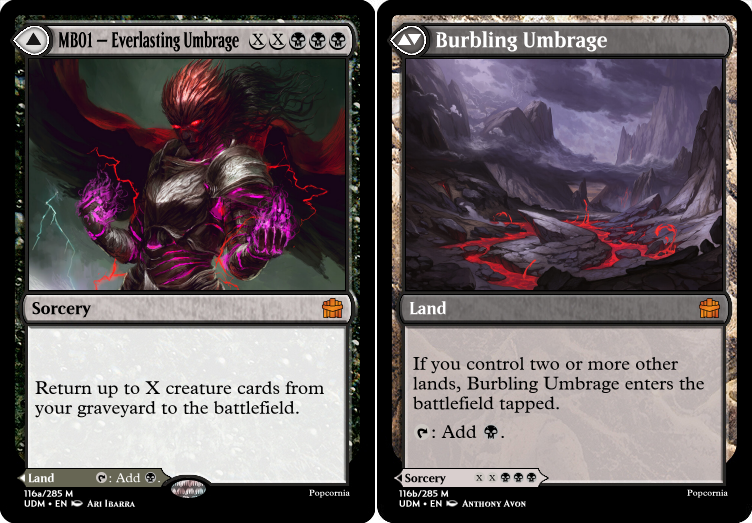 MB01 – Everlasting Umbrage X X
Sorcery
Return up to X creature cards from
your graveyard to the battlefield.
Land : Add .
116a/285 M
Popcornia
UDM • EN Ari Ibarra
Burbling Umbrage
Land
If you control two or more other
lands, Burbling Umbrage enters the
battlefield tapped.
: Add .
Sorcery X X
116b/285 M
Popcornia
UDM • EN Anthony Avon